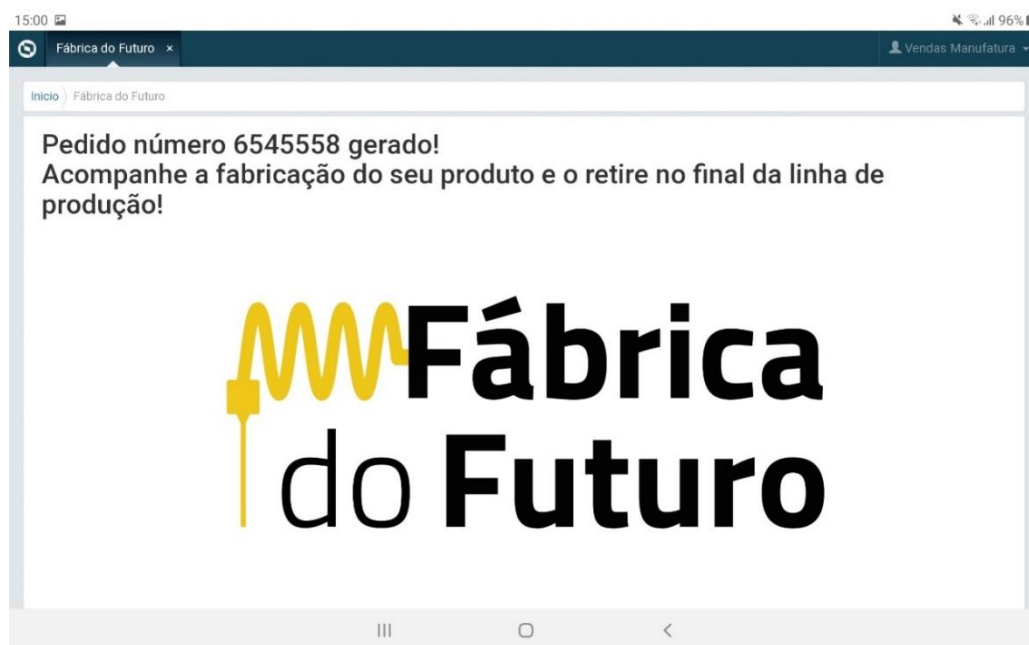 15:00
96%
Fábrica do Futuro ×
Vendas Manufatura
Inicio
Fábrica do Futuro
Pedido número 6545558 gerado!
Acompanhe a fabricação do seu produto e o retire no final da linha de
produção!
Fábrica
do Futuro